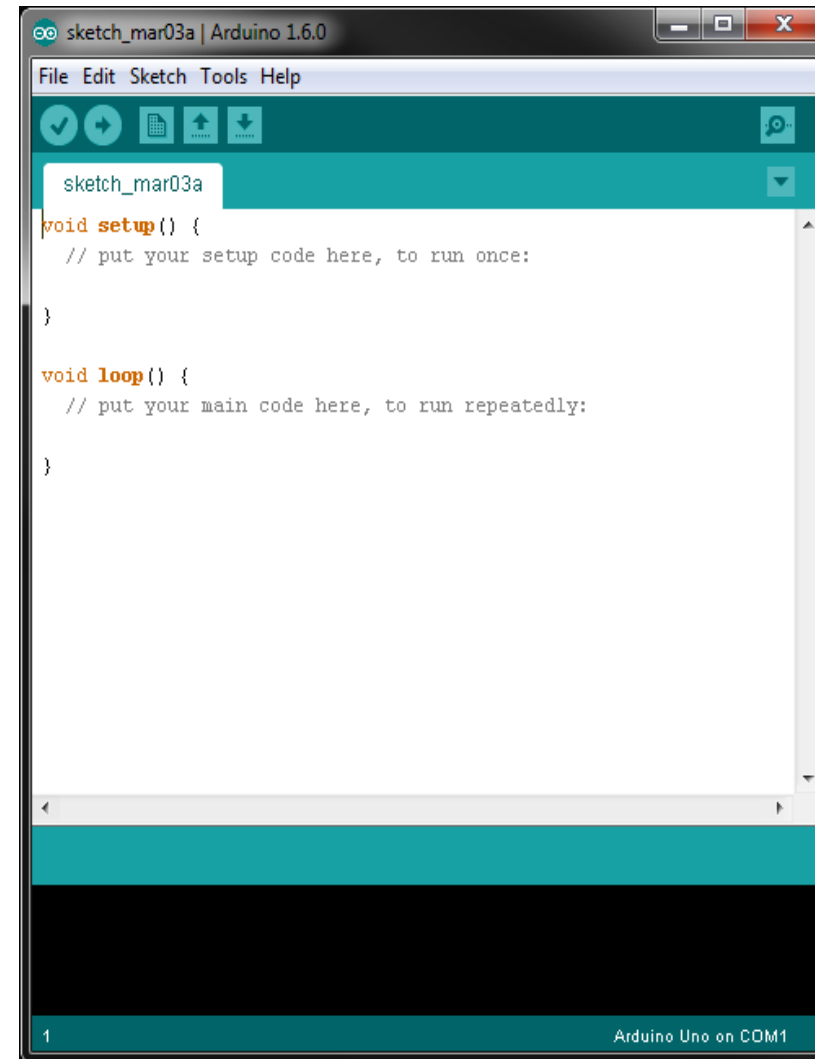 sketch_mar03a | Arduino 1.6.0
File Edit Sketch Tools Help
sketch_mar03a
void setup() {
  // put your setup code here, to run once:
}
void loop() {
  // put your main code here, to run repeatedly:
}
1 Arduino Uno on COM1